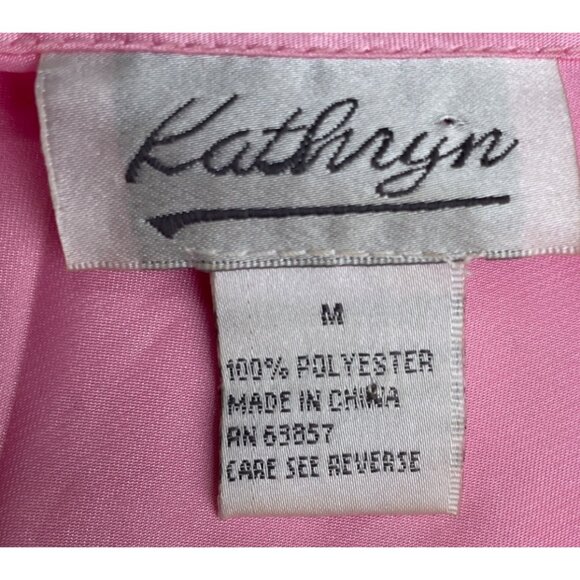 Kathryn
M
100% POLYESTER
MADE IN CHINA
RN 63857
CARE SEE REVERSE